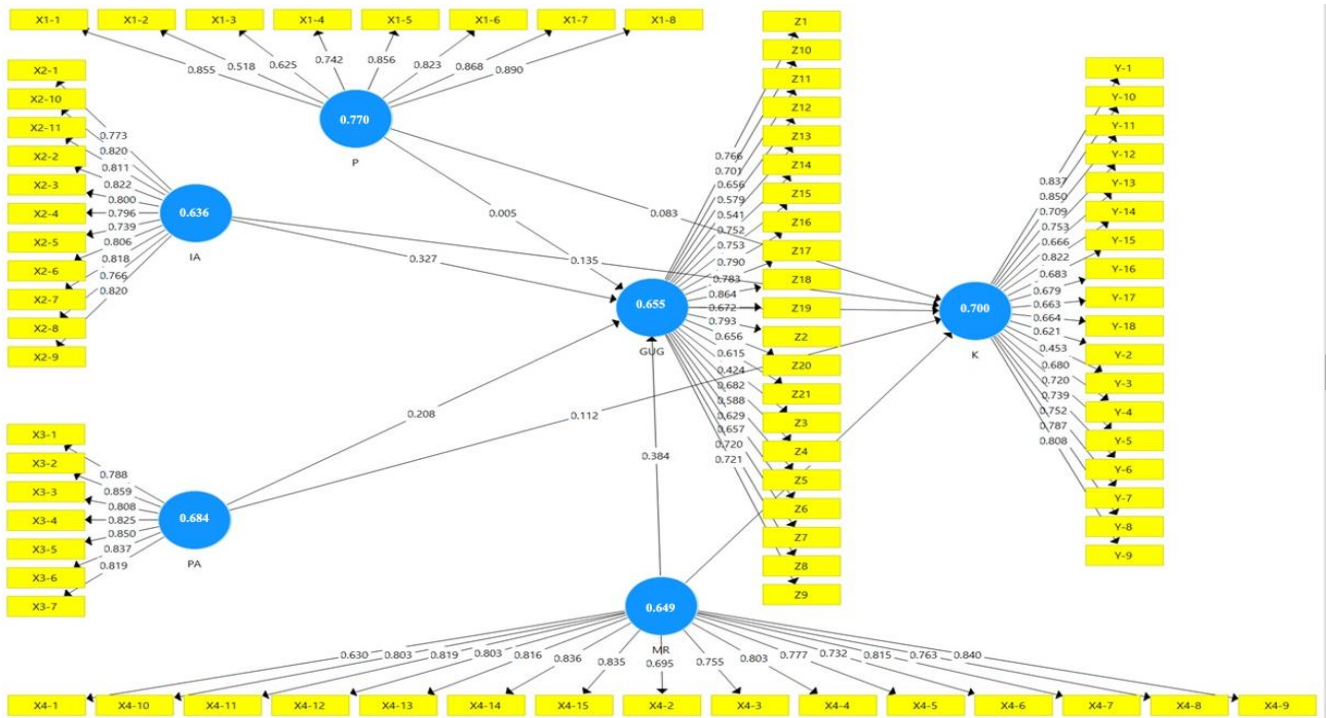 X1-1 X1-2 X1-3 X1-4 X1-5 X1-6 X1-7 X1-8
0.855 0.518 0.625 0.742 0.856 0.823 0.868 0.890
0.770
P
X2-1
X2-10
X2-11
X2-2
X2-3
X2-4
X2-5
X2-6
X2-7
X2-8
X2-9
0.773
0.820
0.811
0.822
0.800
0.796
0.739
0.806
0.818
0.766
0.820
0.636
IA
0.005
0.083
0.327
0.135
X3-1
X3-2
X3-3
X3-4
X3-5
X3-6
X3-7
0.788
0.859
0.808
0.825
0.850
0.837
0.819
0.684
PA
0.208
0.112
0.384
0.655
GUG
0.766
0.701
0.656
0.579
0.541
0.752
0.753
0.790
0.783
0.864
0.672
0.793
0.656
0.615
0.424
0.682
0.588
0.629
0.657
0.720
0.721
Z1
Z10
Z11
Z12
Z13
Z14
Z15
Z16
Z17
Z18
Z19
Z2
Z20
Z21
Z3
Z4
Z5
Z6
Z7
Z8
Z9
0.700
K
0.837
0.850
0.709
0.753
0.666
0.822
0.683
0.679
0.663
0.664
0.621
0.453
0.680
0.720
0.739
0.752
0.787
0.808
Y-1
Y-10
Y-11
Y-12
Y-13
Y-14
Y-15
Y-16
Y-17
Y-18
Y-2
Y-3
Y-4
Y-5
Y-6
Y-7
Y-8
Y-9
0.649
MR
0.630 0.803 0.819 0.803 0.816 0.836 0.835 0.695 0.755 0.803 0.777 0.732 0.815 0.763 0.840
X4-1 X4-10 X4-11 X4-12 X4-13 X4-14 X4-15 X4-2 X4-3 X4-4 X4-5 X4-6 X4-7 X4-8 X4-9